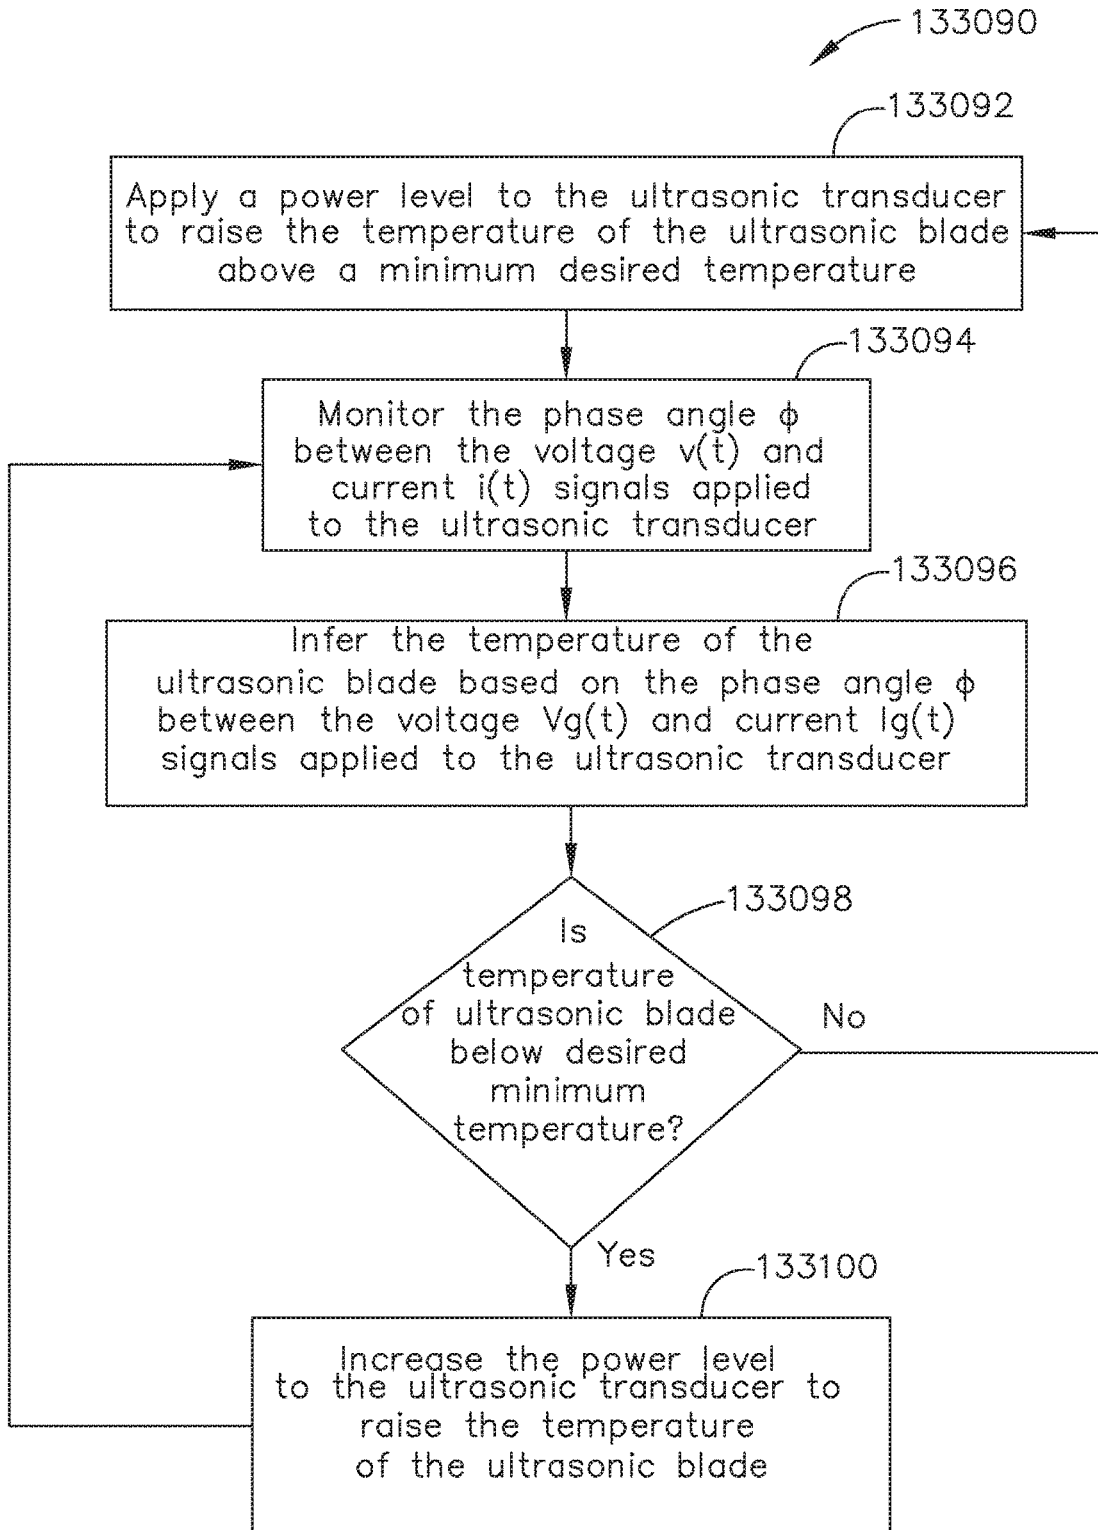 133090
133092
Apply a power level to the ultrasonic transducer
to raise the temperature of the ultrasonic blade
above a minimum desired temperature
133094
Monitor the phase angle ϕ
between the voltage v(t) and
current i(t) signals applied
to the ultrasonic transducer
133096
Infer the temperature of the
ultrasonic blade based on the phase angle ϕ
between the voltage Vg(t) and current Ig(t)
signals applied to the ultrasonic transducer
133098
Is
temperature
of ultrasonic blade
below desired
minimum
temperature?
No
Yes
133100
Increase the power level
to the ultrasonic transducer to
raise the temperature
of the ultrasonic blade